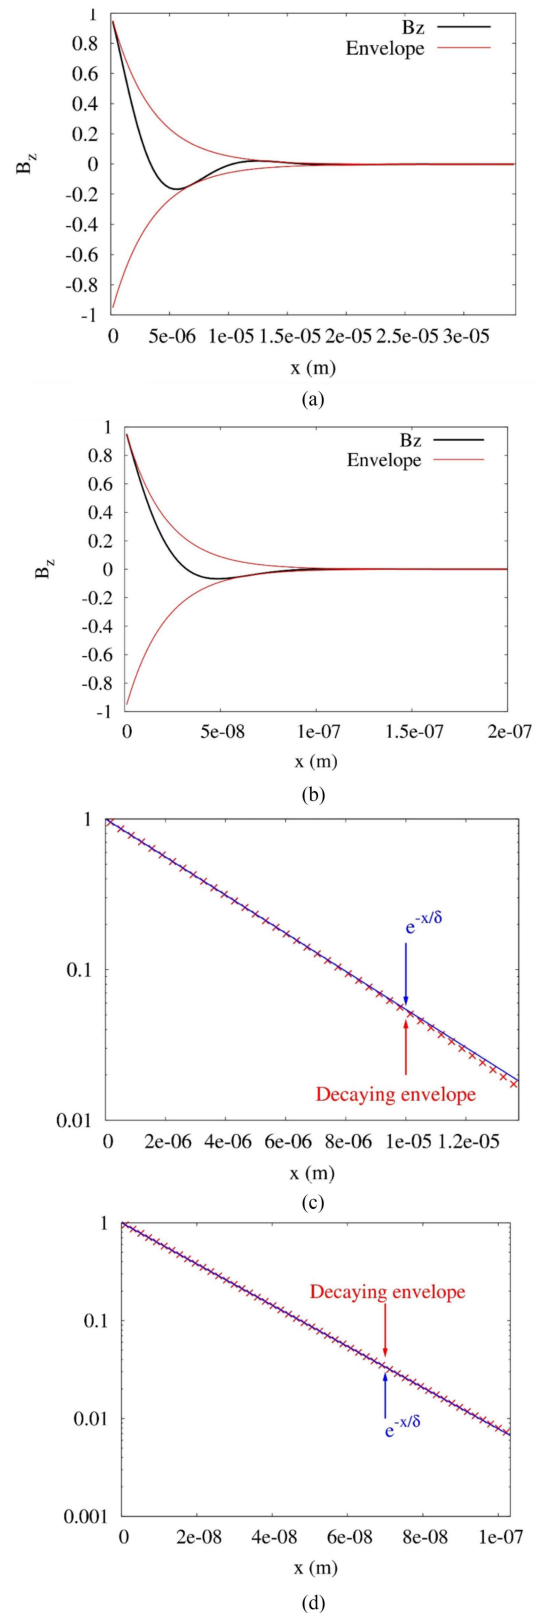 1
Bz
0.8
Envelope
0.6
0.4
0.2
0
-0.2
-0.4
-0.6
-0.8
-1
0 5e-06 1e-05 1.5e-05 2e-05 2.5e-05 3e-05
B_z
x (m)
(a)
1
Bz
0.8
Envelope
0.6
0.4
0.2
0
-0.2
-0.4
-0.6
-0.8
-1
0 5e-08 1e-07 1.5e-07 2e-07
B_z
x (m)
(b)
1
e^-x/δ
0.1
Decaying envelope
0.01
0 2e-06 4e-06 6e-06 8e-06 1e-05 1.2e-05
x (m)
(c)
1
Decaying envelope
0.1
0.01
e^-x/δ
0.001
0 2e-08 4e-08 6e-08 8e-08 1e-07
x (m)
(d)